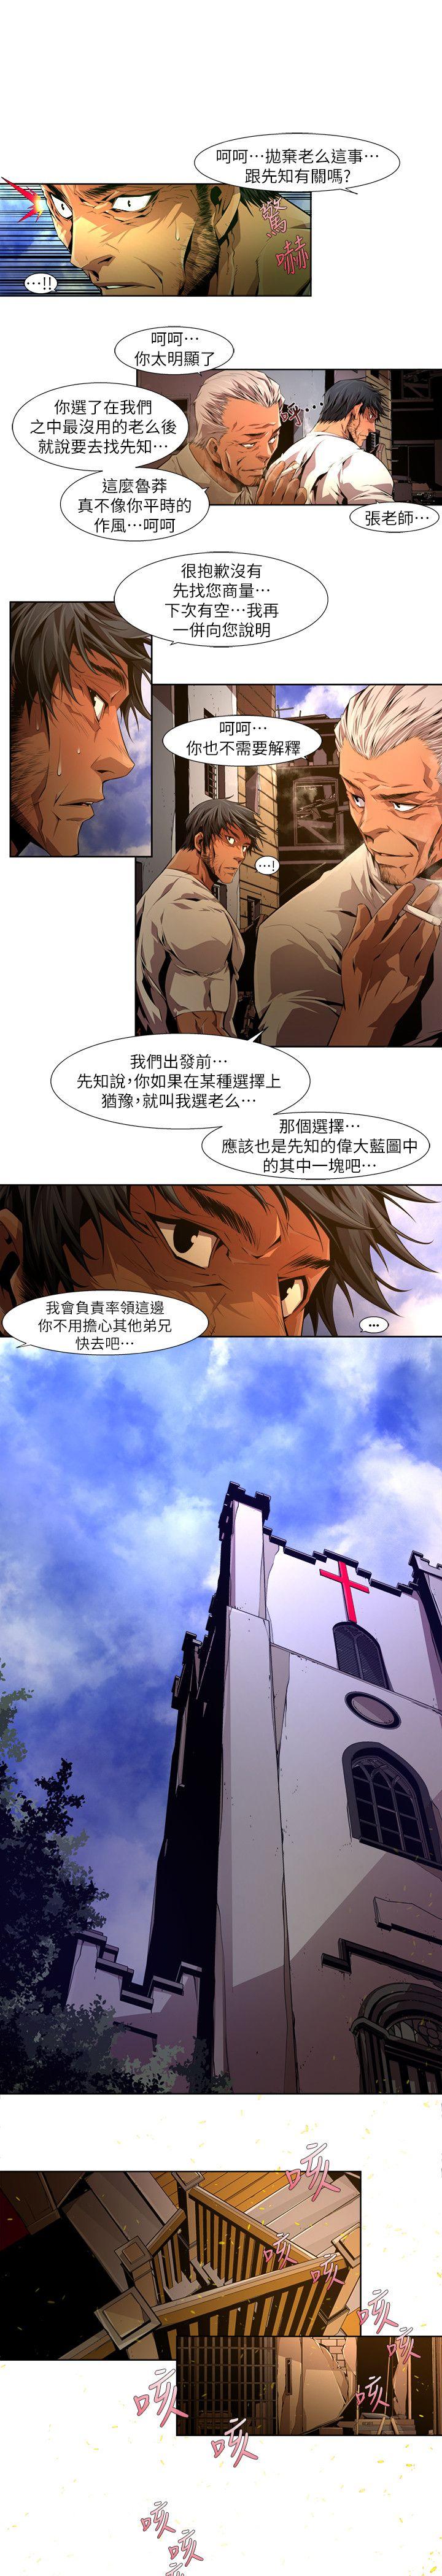 呵呵…拋棄老么這事…
跟先知有關嗎?
驚
嚇
…!!
呵呵…
你太明顯了
你選了在我們
之中最沒用的老么後
就說要去找先知…
呼…
這麼魯莽
真不像你平時的
作風…呵呵
張老師…
很抱歉沒有
先找您商量…
下次有空…我再
一併向您說明
呵呵…
你也不需要解釋
…!
我們出發前…
先知說,你如果在某種選擇上
猶豫,就叫我選老么…
那個選擇…
應該也是先知的偉大藍圖中
的其中一塊吧…
我會負責率領這邊
你不用擔心其他弟兄
快去吧…
…
咳
咳
咳
咳
咳
咳
咳
咳
咳
咳